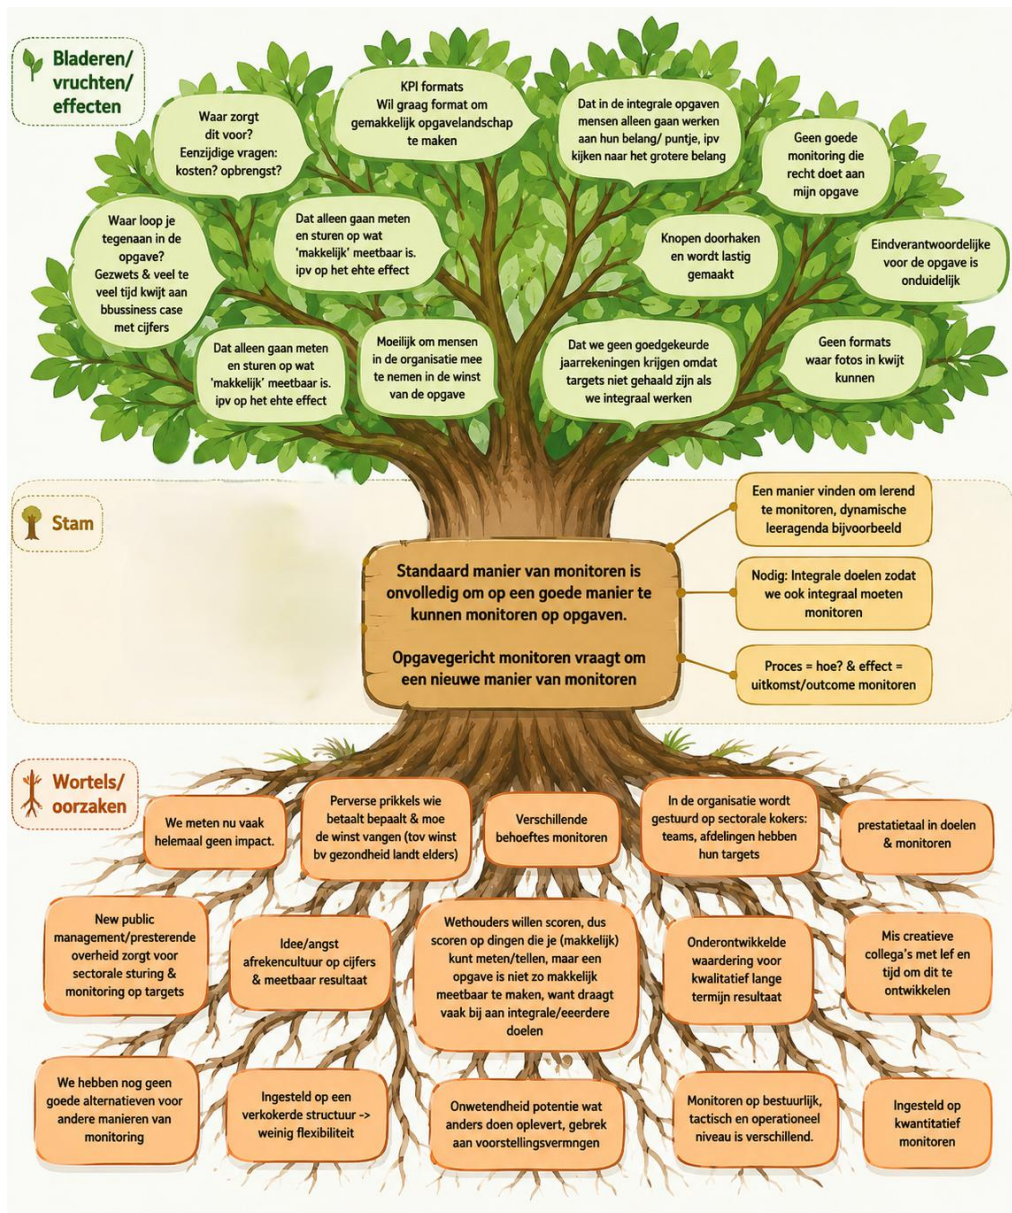 Bladeren/
vruchten/
effecten
Waar zorgt
dit voor?
Eenzijdige vragen:
kosten? opbrengst?
KPI formats
Wil graag format om
gemakkelijk opgavelandschap
te maken
Dat in de integrale opgaven
mensen alleen gaan werken
aan hun belang/ puntje, ipv
kijken naar het grotere belang
Geen goede
monitoring die
recht doet aan
mijn opgave
Waar loop je
tegenaan in de
opgave?
Gezwets & veel te
veel tijd kwijt aan
bbussiness case
met cijfers
Dat alleen gaan meten
en sturen op wat
'makkelijk' meetbaar is.
ipv op het ehte effect
Knopen doorhaken
en wordt lastig
gemaakt
Eindverantwoordelijke
voor de opgave is
onduidelijk
Dat alleen gaan meten
en sturen op wat
'makkelijk' meetbaar is.
ipv op het ehte effect
Moeilijk om mensen
in de organisatie mee
te nemen in de winst
van de opgave
Dat we geen goedgekeurde
jaarrekeningen krijgen omdat
targets niet gehaald zijn als
we integraal werken
Geen formats
waar fotos in kwijt
kunnen
Stam
Standaard manier van monitoren is
onvolledig om op een goede manier te
kunnen monitoren op opgaven.
Opgavegericht monitoren vraagt om
een nieuwe manier van monitoren
Een manier vinden om lerend
te monitoren, dynamische
leeragenda bijvoorbeeld
Nodig: Integrale doelen zodat
we ook integraal moeten
monitoren
Proces = hoe? & effect =
uitkomst/outcome monitoren
Wortels/
oorzaken
We meten nu vaak
helemaal geen impact.
Perverse prikkels wie
betaalt bepaalt & moe
de winst vangen (tov winst
bv gezondheid landt elders)
Verschillende
behoeftes monitoren
In de organisatie wordt
gestuurd op sectorale kokers:
teams, afdelingen hebben
hun targets
prestatietaal in doelen
& monitoren
New public
management/presterende
overheid zorgt voor
sectorale sturing &
monitoring op targets
Idee/angst
afrekencultuur op cijfers
& meetbaar resultaat
Wethouders willen scoren, dus
scoren op dingen die je (makkelijk)
kunt meten/tellen, maar een
opgave is niet zo makkelijk
meetbaar te maken, want draagt
vaak bij aan integrale/eeerdere
doelen
Onderontwikkelde
waardering voor
kwalitatief lange
termijn resultaat
Mis creatieve
collega's met lef en
tijd om dit te
ontwikkelen
We hebben nog geen
goede alternatieven voor
andere manieren van
monitoring
Ingesteld op een
verkokerde structuur ->
weinig flexibiliteit
Onwetendheid potentie wat
anders doen oplevert, gebrek
aan voorstellingsvermngen
Monitoren op bestuurlijk,
tactisch en operationeel
niveau is verschillend.
Ingesteld op
kwantitatief
monitoren